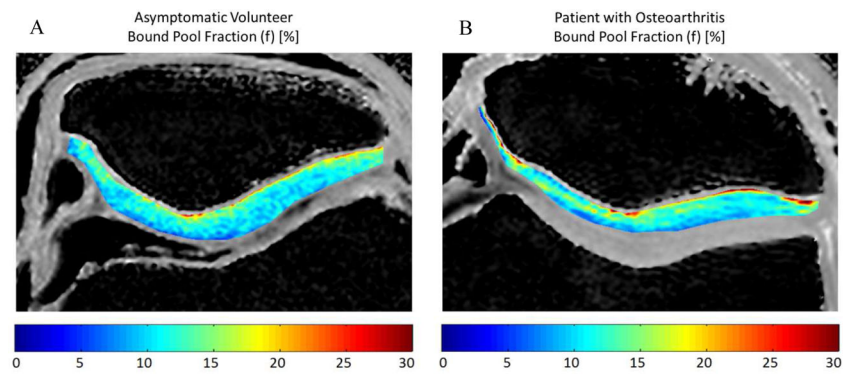 A
Asymptomatic Volunteer
Bound Pool Fraction (f) [%]
B
Patient with Osteoarthritis
Bound Pool Fraction (f) [%]
0 5 10 15 20 25 30
0 5 10 15 20 25 30